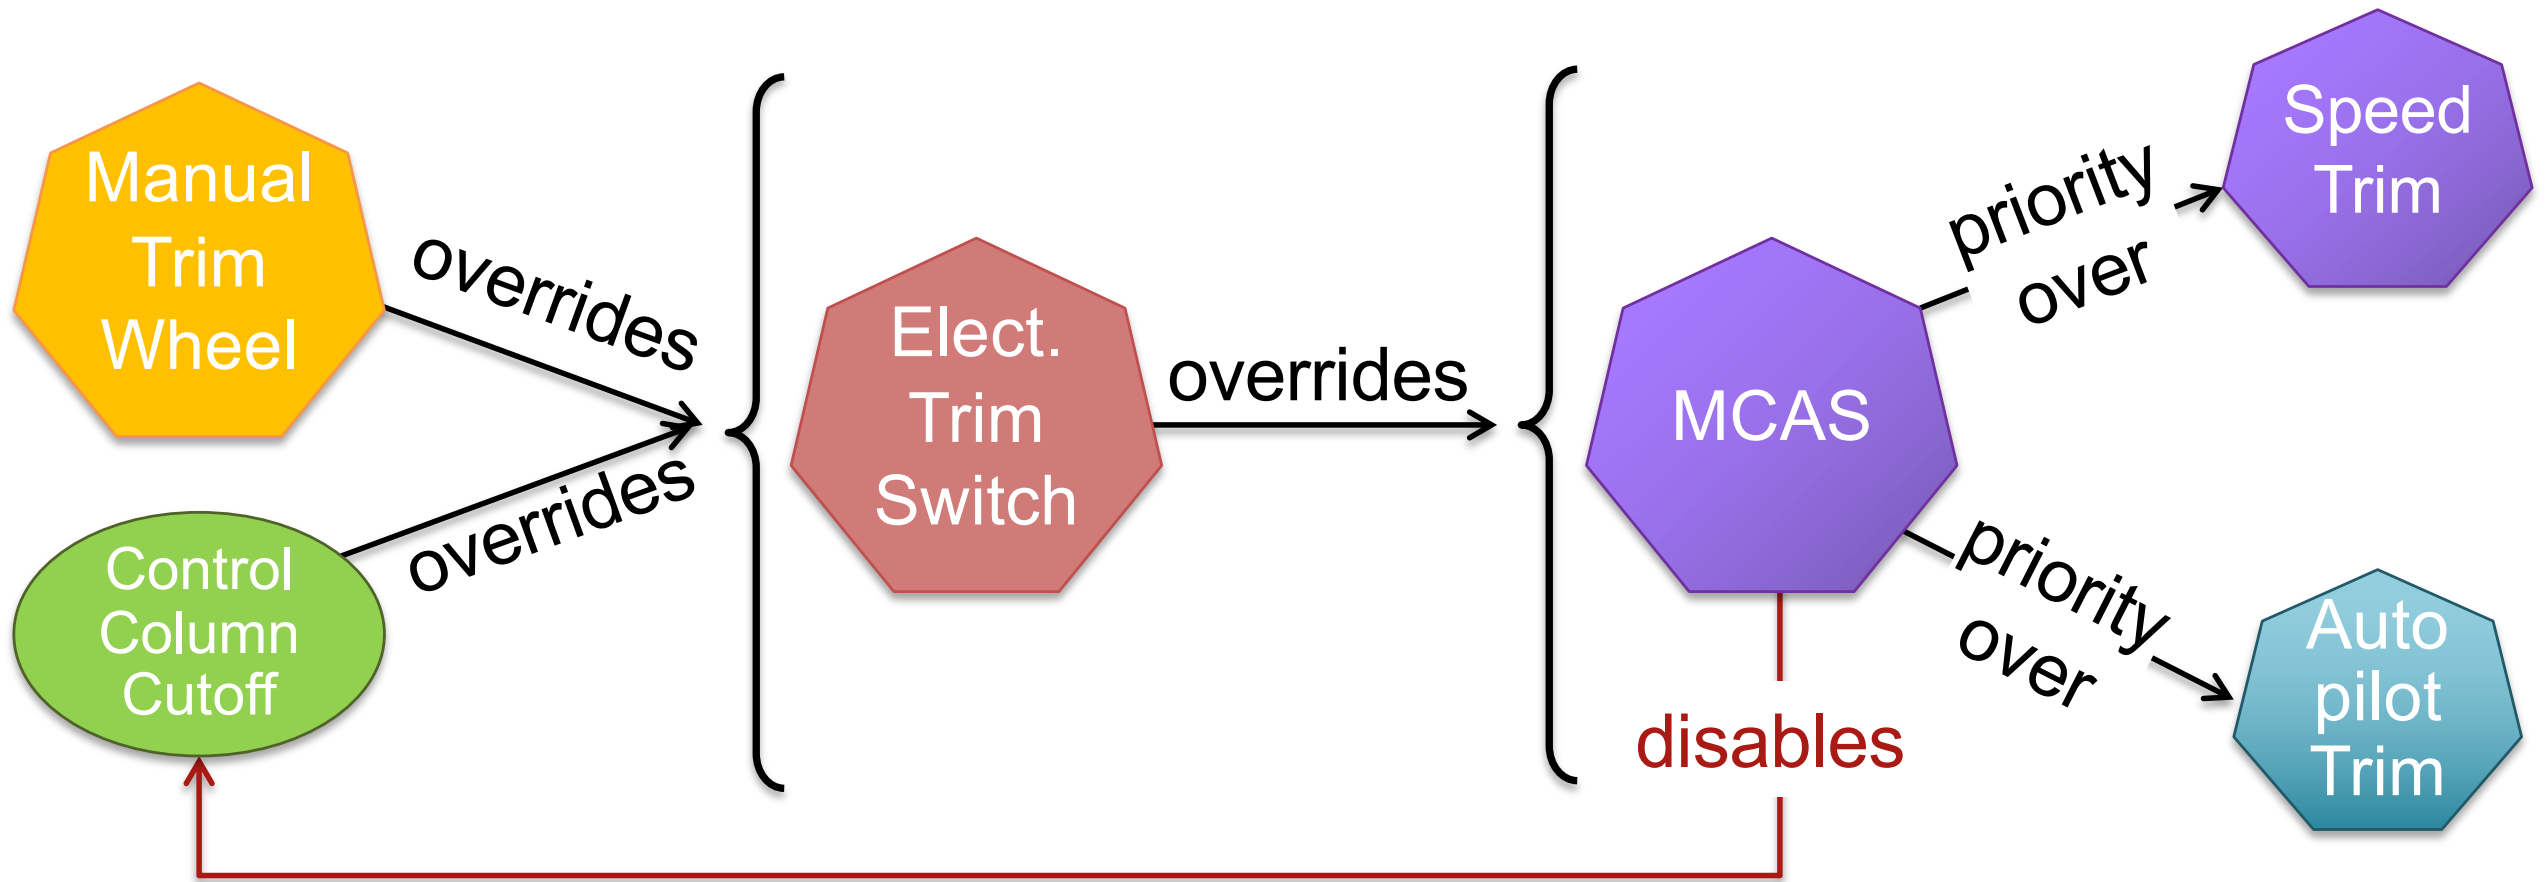 Manual
Trim
Wheel
overrides
Control
Column
Cutoff
overrides
Elect.
Trim
Switch
overrides
MCAS
disables
priority
over
Speed
Trim
priority
over
Auto
pilot
Trim